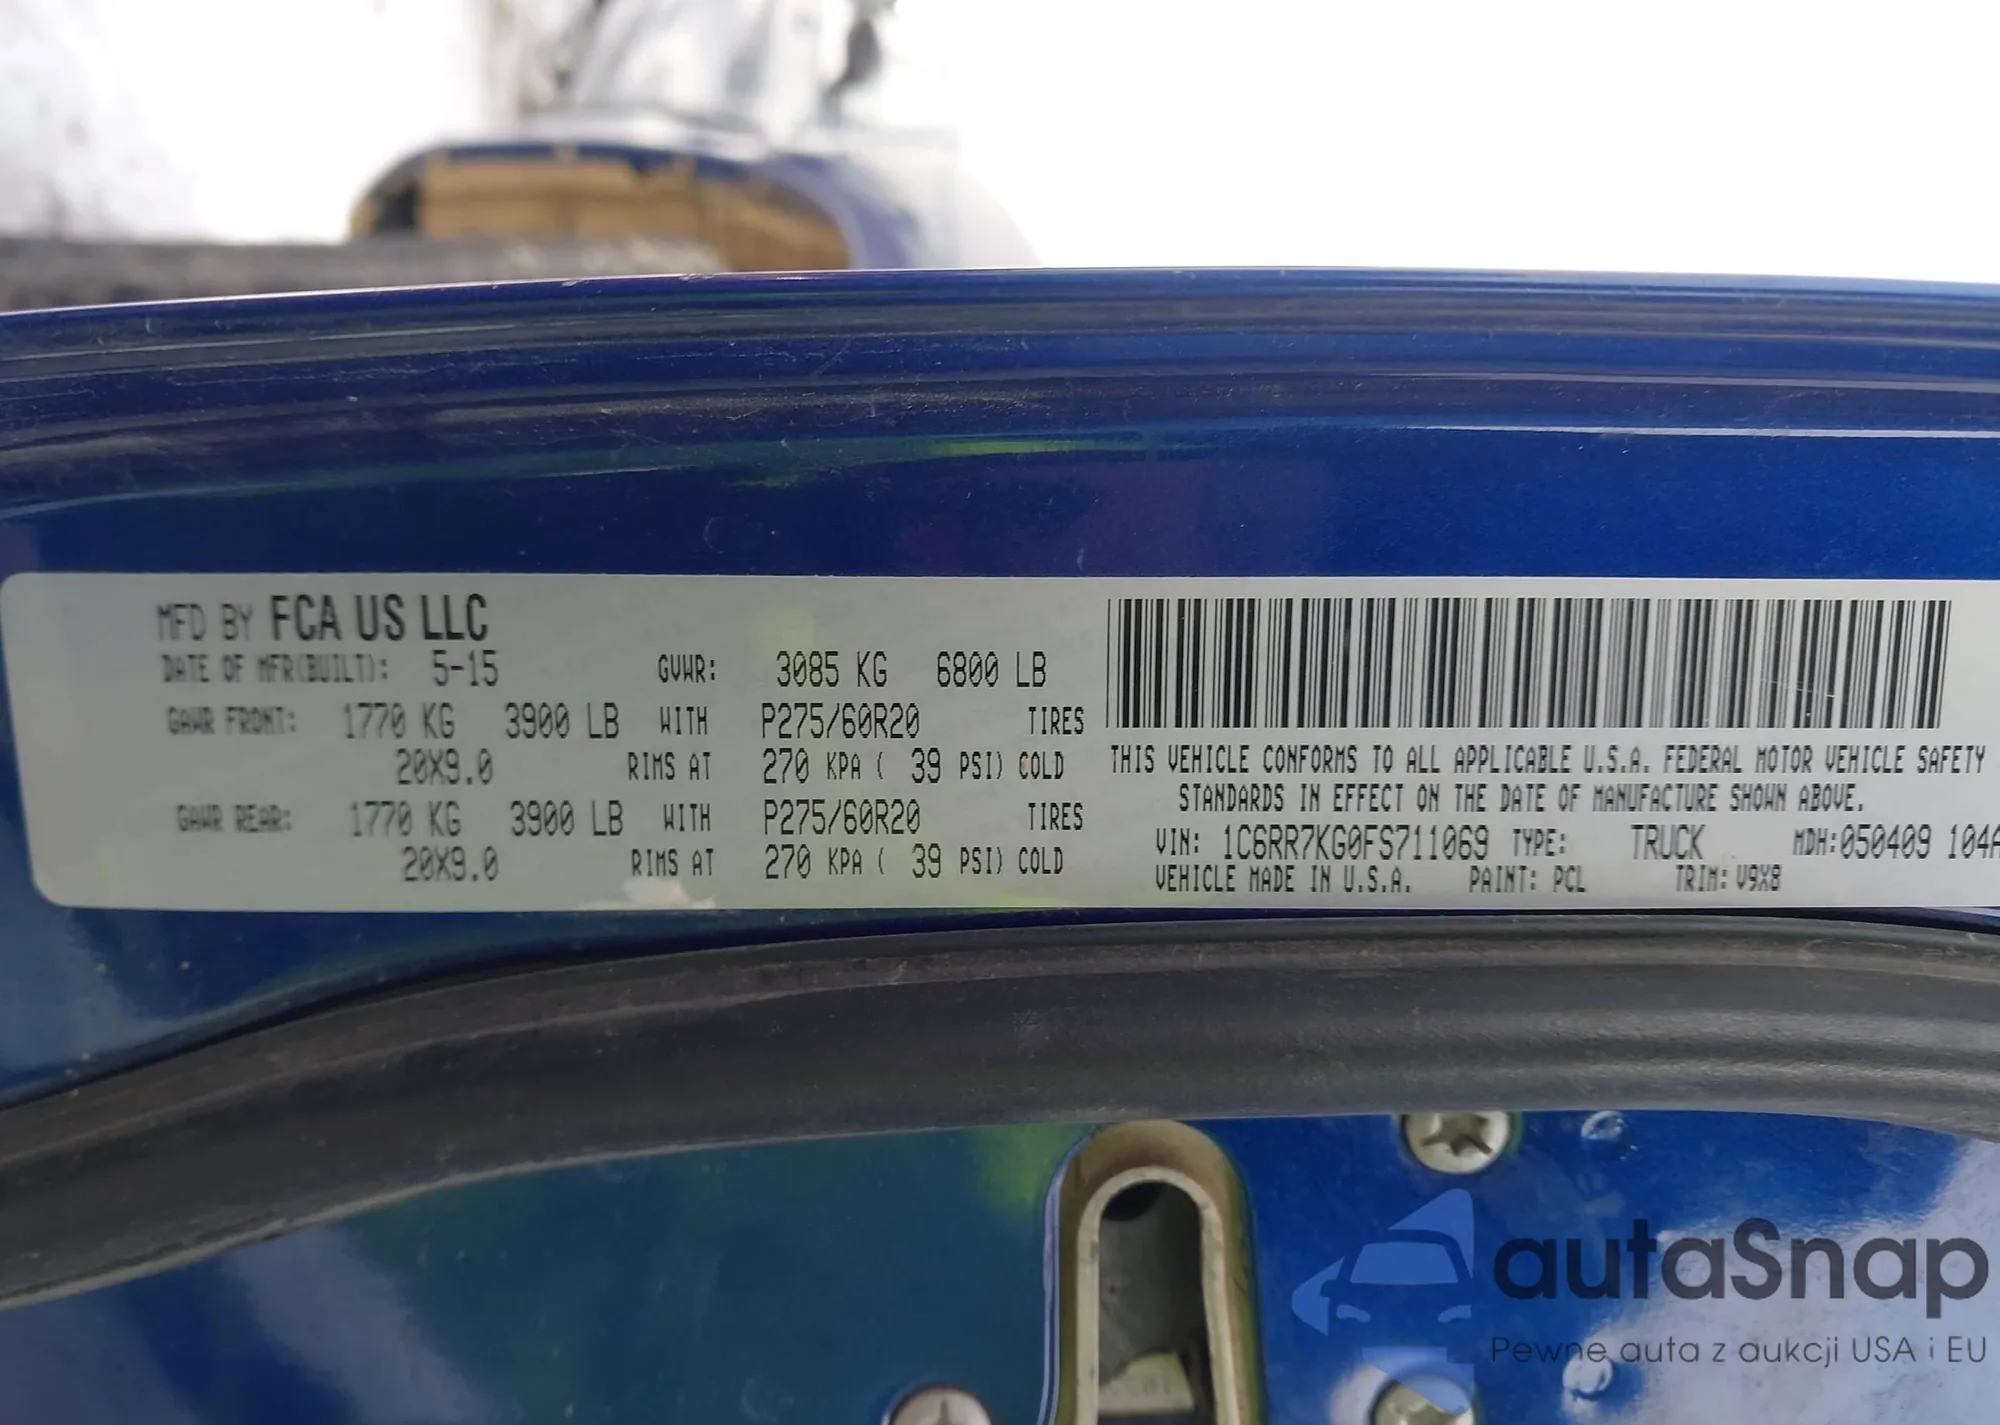 MFD BY FCA US LLC
DATE OF MFR(BUILT): 5-15 GVWR: 3085 KG 6800 LB
GAWR FRONT: 1770 KG 3900 LB WITH P275/60R20 TIRES
20X9.0 RIMS AT 270 KPA ( 39 PSI) COLD
GAWR REAR: 1770 KG 3900 LB WITH P275/60R20 TIRES
20X9.0 RIMS AT 270 KPA ( 39 PSI) COLD
THIS VEHICLE CONFORMS TO ALL APPLICABLE U.S.A. FEDERAL MOTOR VEHICLE SAFETY
STANDARDS IN EFFECT ON THE DATE OF MANUFACTURE SHOWN ABOVE.
VIN: 1C6RR7KG0FS711069 TYPE: TRUCK MDH:050409 104A
VEHICLE MADE IN U.S.A. PAINT: PCL TRIM: V9X8
autaSnap
Pewne auta z aukcji USA i EU